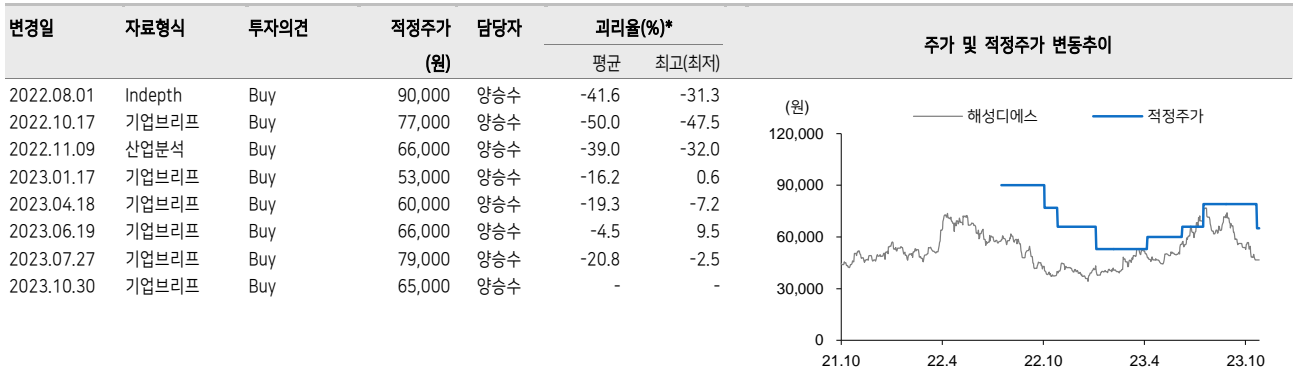 변경일 자료형식 투자의견 적정주가 담당자 괴리율(%)* 주가 및 적정주가 변동추이
(원) 평균 최고(최저)
2022.08.01 Indepth Buy 90,000 양승수 -41.6 -31.3
2022.10.17 기업브리프 Buy 77,000 양승수 -50.0 -47.5
2022.11.09 산업분석 Buy 66,000 양승수 -39.0 -32.0
2023.01.17 기업브리프 Buy 53,000 양승수 -16.2 0.6
2023.04.18 기업브리프 Buy 60,000 양승수 -19.3 -7.2
2023.06.19 기업브리프 Buy 66,000 양승수 -4.5 9.5
2023.07.27 기업브리프 Buy 79,000 양승수 -20.8 -2.5
2023.10.30 기업브리프 Buy 65,000 양승수 - -
(원) 해성디에스 적정주가
120,000
90,000
60,000
30,000
0
21.10 22.4 22.10 23.4 23.10